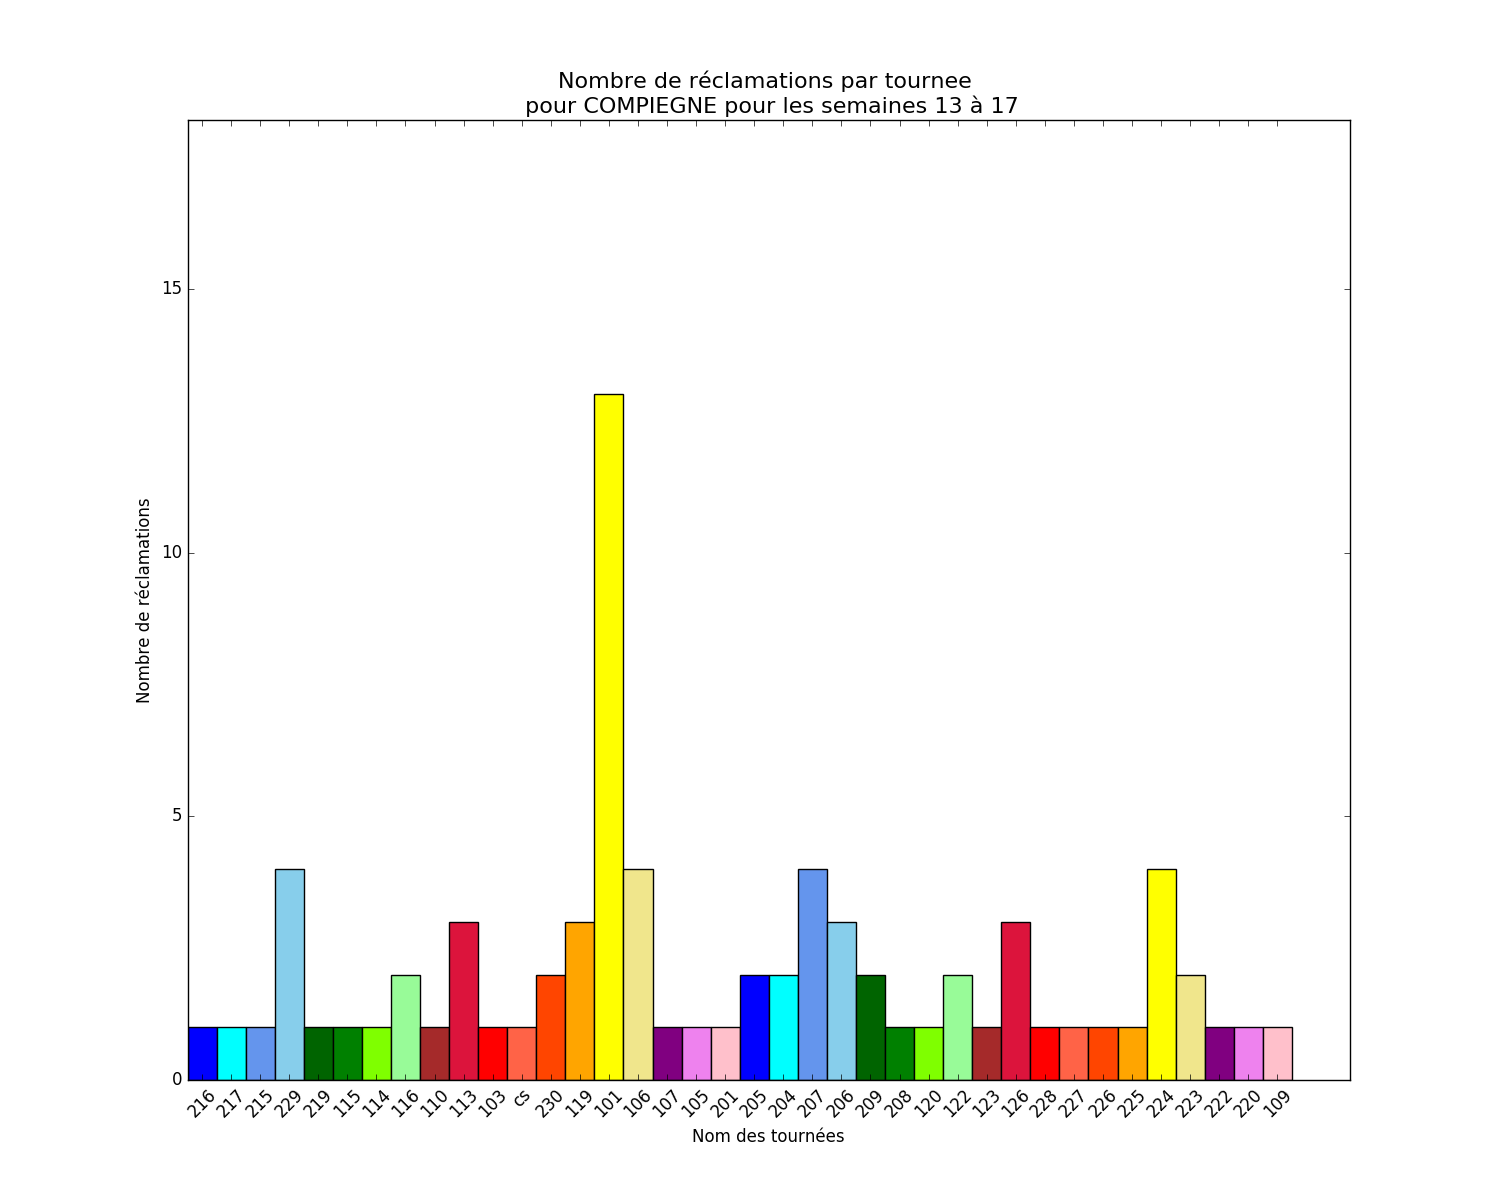 Nombre de réclamations par tournee
pour COMPIEGNE pour les semaines 13 à 17
15
10
5
0
Nombre de réclamations
216 217 215 229 219 115 114 116 110 113 103 cs 230 119 101 106 107 105 201 205 204 207 206 209 208 120 122 123 126 228 227 226 225 224 223 222 220 109
Nom des tournées